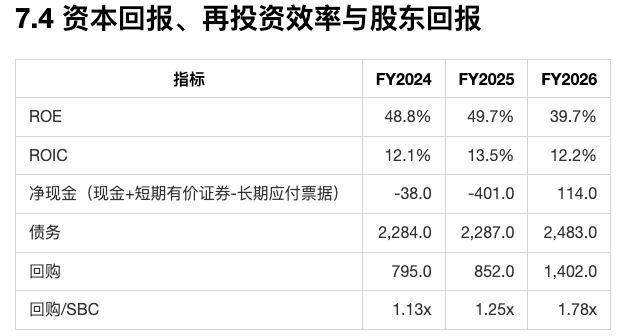 7.4 资本回报、再投资效率与股东回报
指标 FY2024 FY2025 FY2026
ROE 48.8% 49.7% 39.7%
ROIC 12.1% 13.5% 12.2%
净现金（现金+短期有价证券-长期应付票据） -38.0 -401.0 114.0
债务 2,284.0 2,287.0 2,483.0
回购 795.0 852.0 1,402.0
回购/SBC 1.13x 1.25x 1.78x